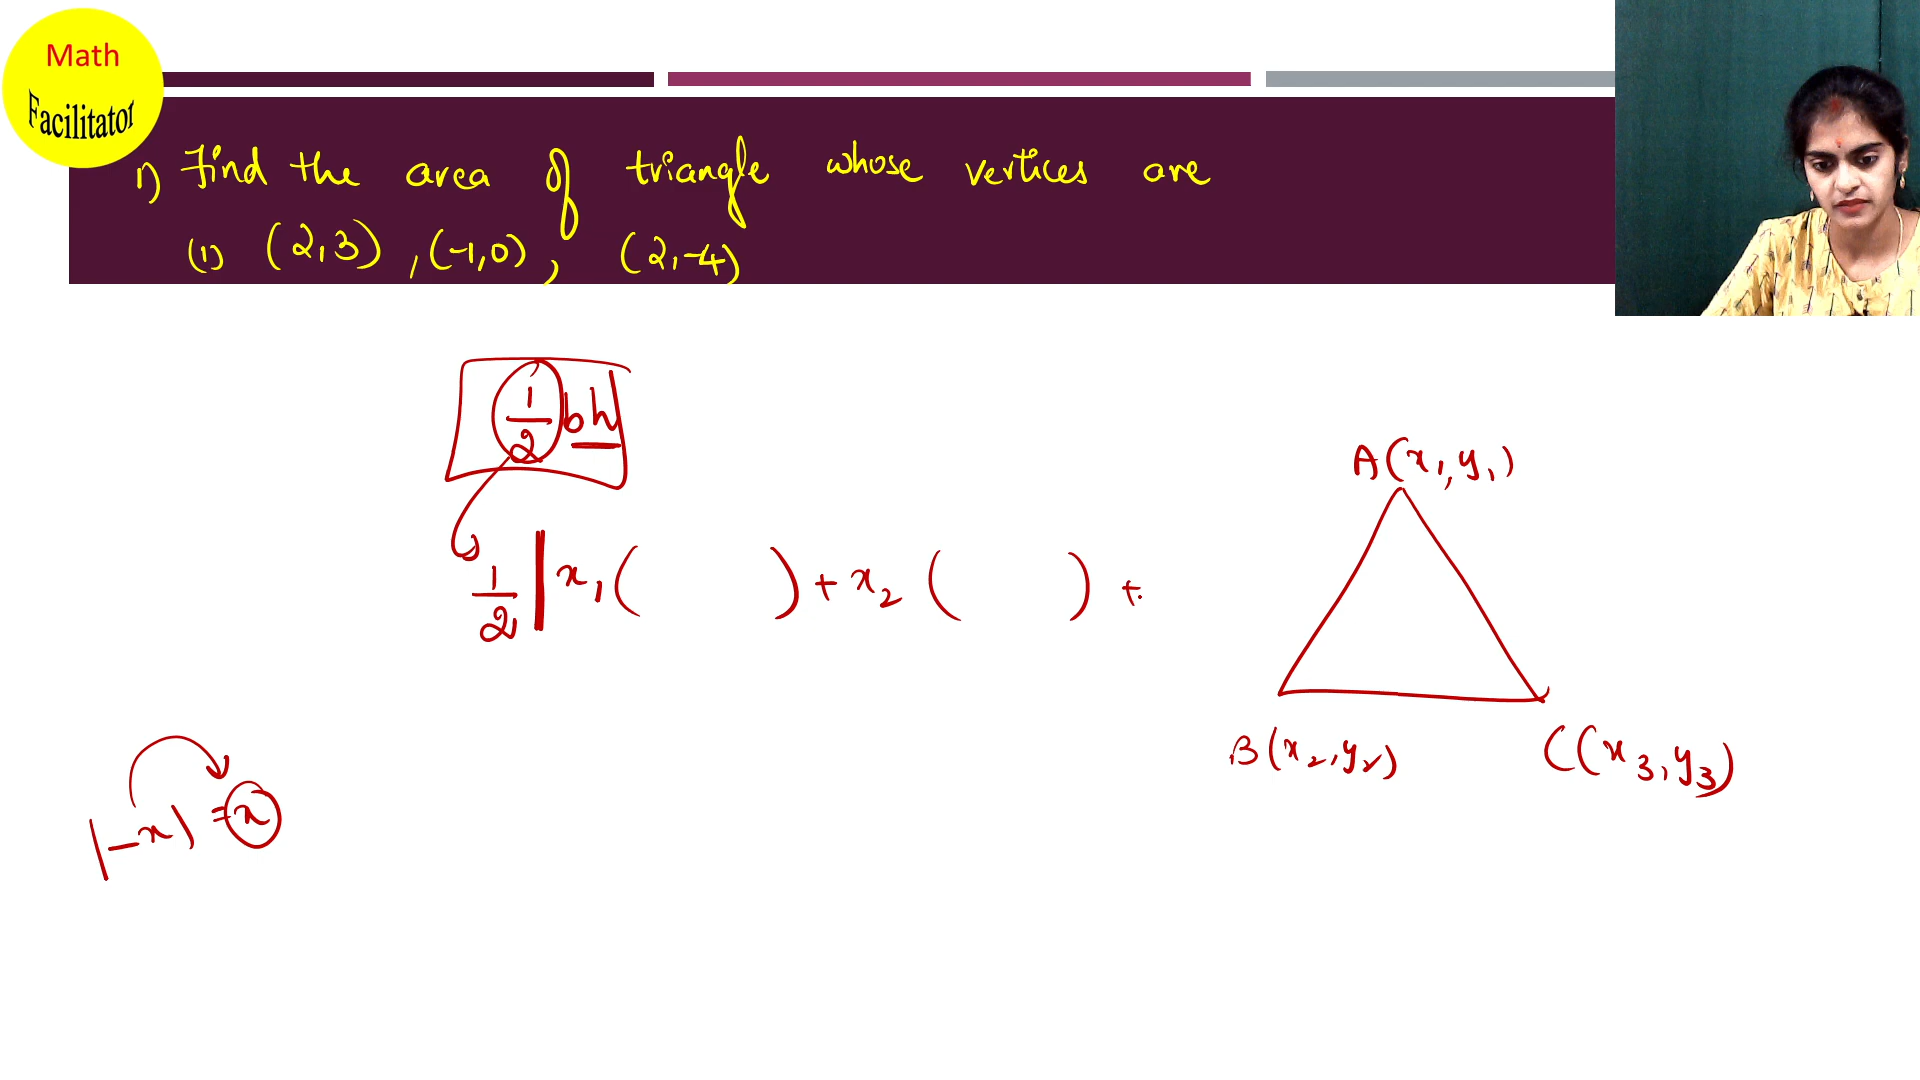 Math
Facilitator
1) Find the area of triangle whose vertices are
(1) (2,3) , (-1,0) , (2,-4)
1/2 bh
A(x₁, y₁)
1/2 | x₁ (      ) + x₂ (      ) +
B(x₂, y₂) C(x₃, y₃)
|-x| = x